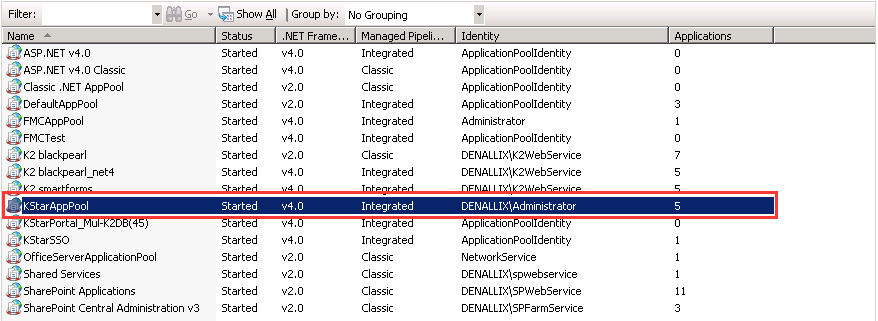 Filter: Go Show All Group by: No Grouping
Name Status .NET Frame... Managed Pipeli... Identity Applications
ASP.NET v4.0 Started v4.0 Integrated ApplicationPoolIdentity 0
ASP.NET v4.0 Classic Started v4.0 Classic ApplicationPoolIdentity 0
Classic .NET AppPool Started v2.0 Classic ApplicationPoolIdentity 0
DefaultAppPool Started v2.0 Integrated ApplicationPoolIdentity 3
FMCAppPool Started v4.0 Integrated Administrator 1
FMCTest Started v4.0 Integrated ApplicationPoolIdentity 0
K2 blackpearl Started v2.0 Classic DENALLIX\K2WebService 7
K2 blackpearl_net4 Started v4.0 Integrated DENALLIX\K2WebService 5
K2 smartforms Started v4.0 Integrated DENALLIX\K2WebService 5
KStarAppPool Started v4.0 Integrated DENALLIX\Administrator 5
KStarPortal_Mul-K2DB(45) Started v4.0 Integrated ApplicationPoolIdentity 0
KStarSSO Started v4.0 Integrated ApplicationPoolIdentity 1
OfficeServerApplicationPool Started v2.0 Classic NetworkService 0
Shared Services Started v2.0 Classic DENALLIX\spwebservice 1
SharePoint Applications Started v2.0 Classic DENALLIX\SPWebService 11
SharePoint Central Administration v3 Started v2.0 Classic DENALLIX\SPFarmService 3